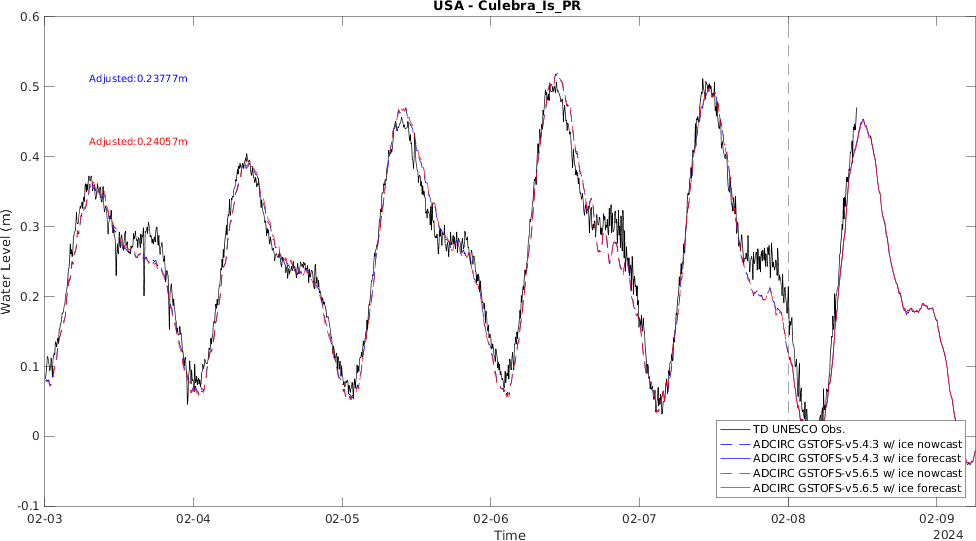 USA - Culebra_Is_PR
0.6
0.5
0.4
0.3
0.2
0.1
0
-0.1
Water Level (m)
Adjusted:0.23777m
Adjusted:0.24057m
TD UNESCO Obs.
ADCIRC GSTOFS-v5.4.3 w/ ice nowcast
ADCIRC GSTOFS-v5.4.3 w/ ice forecast
ADCIRC GSTOFS-v5.6.5 w/ ice nowcast
ADCIRC GSTOFS-v5.6.5 w/ ice forecast
02-03 02-04 02-05 02-06 02-07 02-08 02-09
Time
2024